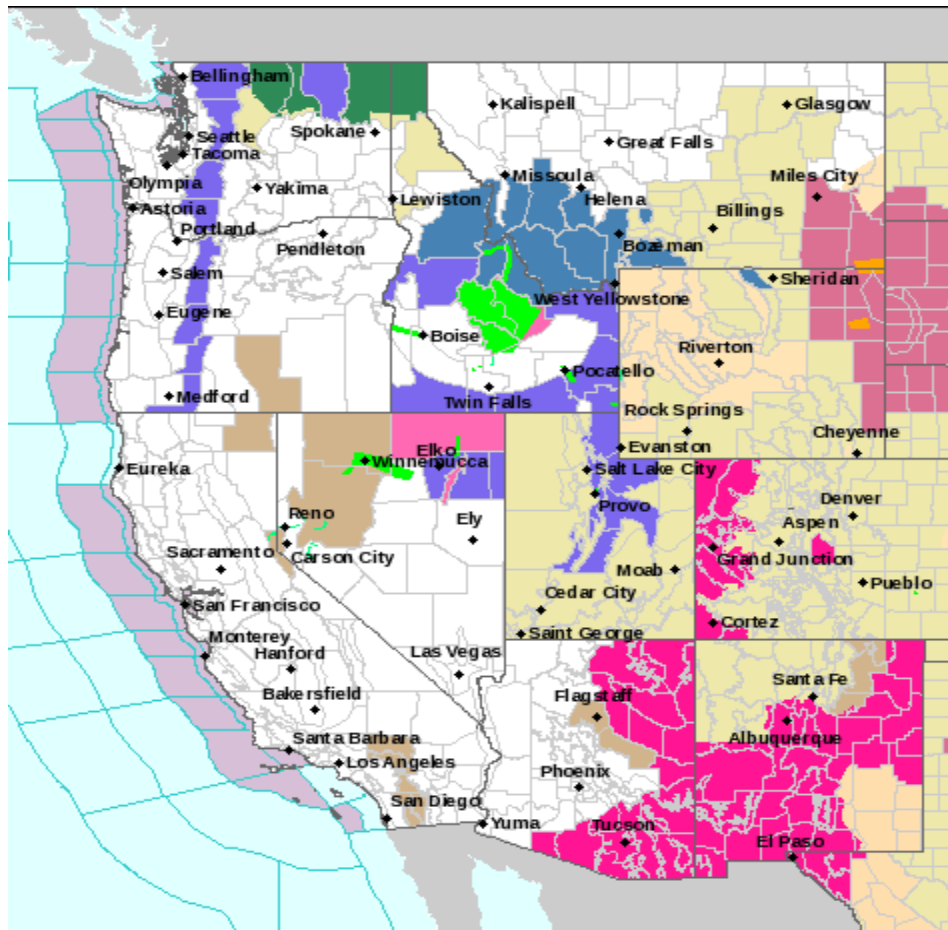 Bellingham
Kalispell
Glasgow
Spokane
Seattle
Great Falls
Tacoma
Missoula
Miles City
Olympia
Yakima
Lewiston
Helena
Astoria
Billings
Portland
Pendleton
Bozeman
Salem
Sheridan
West Yellowstone
Eugene
Boise
Riverton
Pocatello
Medford
Twin Falls
Rock Springs
Cheyenne
Elko
Evanston
Eureka
Winnemucca
Salt Lake City
Denver
Provo
Reno
Ely
Aspen
Sacramento
Carson City
Grand Junction
Moab
Pueblo
San Francisco
Cedar City
Cortez
Monterey
Saint George
Hanford
Las Vegas
Santa Fe
Bakersfield
Flagstaff
Santa Barbara
Albuquerque
Los Angeles
Phoenix
San Diego
Yuma
Tucson
El Paso